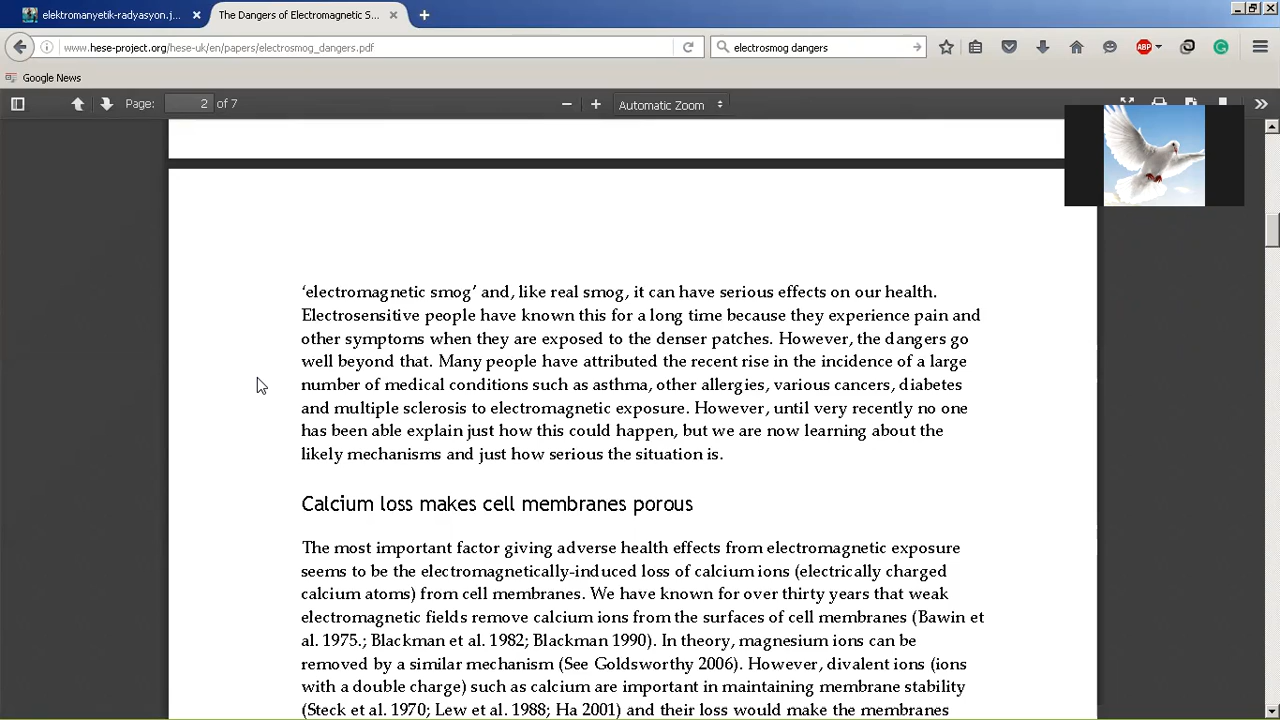 elektromanyetik-radyasyon.j...
The Dangers of Electromagnetic S...
www.hese-project.org/hese-uk/en/papers/electrosmog_dangers.pdf
electrosmog dangers
ABP
Google News
Page: 2 of 7
Automatic Zoom
‘electromagnetic smog’ and, like real smog, it can have serious effects on our health.
Electrosensitive people have known this for a long time because they experience pain and
other symptoms when they are exposed to the denser patches. However, the dangers go
well beyond that. Many people have attributed the recent rise in the incidence of a large
number of medical conditions such as asthma, other allergies, various cancers, diabetes
and multiple sclerosis to electromagnetic exposure. However, until very recently no one
has been able explain just how this could happen, but we are now learning about the
likely mechanisms and just how serious the situation is.
Calcium loss makes cell membranes porous
The most important factor giving adverse health effects from electromagnetic exposure
seems to be the electromagnetically-induced loss of calcium ions (electrically charged
calcium atoms) from cell membranes. We have known for over thirty years that weak
electromagnetic fields remove calcium ions from the surfaces of cell membranes (Bawin et
al. 1975.; Blackman et al. 1982; Blackman 1990). In theory, magnesium ions can be
removed by a similar mechanism (See Goldsworthy 2006). However, divalent ions (ions
with a double charge) such as calcium are important in maintaining membrane stability
(Steck et al. 1970; Lew et al. 1988; Ha 2001) and their loss would make the membranes